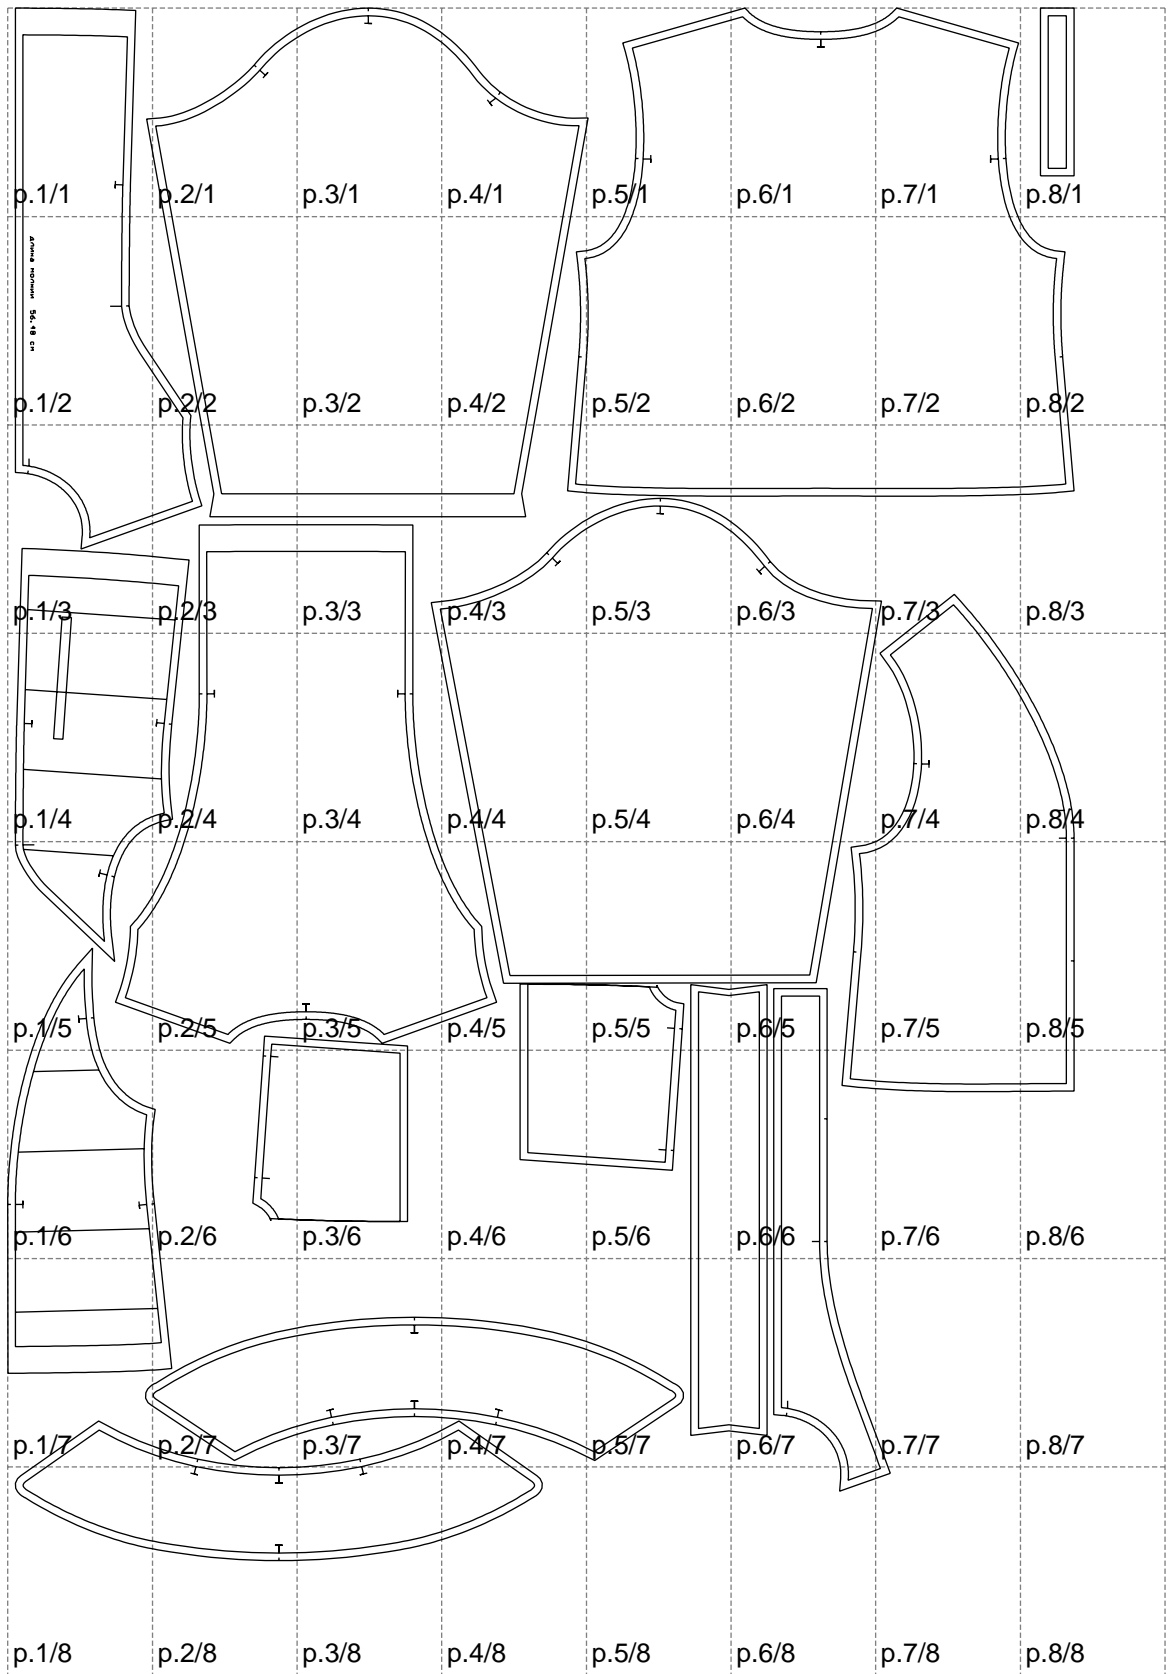 p.1/1 p.2/1 p.3/1 p.4/1 p.5/1 p.6/1 p.7/1 p.8/1
длина молнии 56.48 см
p.1/2 p.2/2 p.3/2 p.4/2 p.5/2 p.6/2 p.7/2 p.8/2
p.1/3 p.2/3 p.3/3 p.4/3 p.5/3 p.6/3 p.7/3 p.8/3
p.1/4 p.2/4 p.3/4 p.4/4 p.5/4 p.6/4 p.7/4 p.8/4
p.1/5 p.2/5 p.3/5 p.4/5 p.5/5 p.6/5 p.7/5 p.8/5
p.1/6 p.2/6 p.3/6 p.4/6 p.5/6 p.6/6 p.7/6 p.8/6
p.1/7 p.2/7 p.3/7 p.4/7 p.5/7 p.6/7 p.7/7 p.8/7
p.1/8 p.2/8 p.3/8 p.4/8 p.5/8 p.6/8 p.7/8 p.8/8